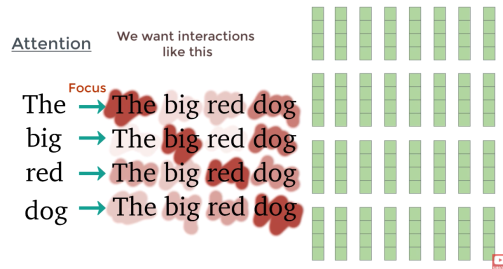 Attention
We want interactions
like this
Focus
The The big red dog
big The big red dog
red The big red dog
dog The big red dog